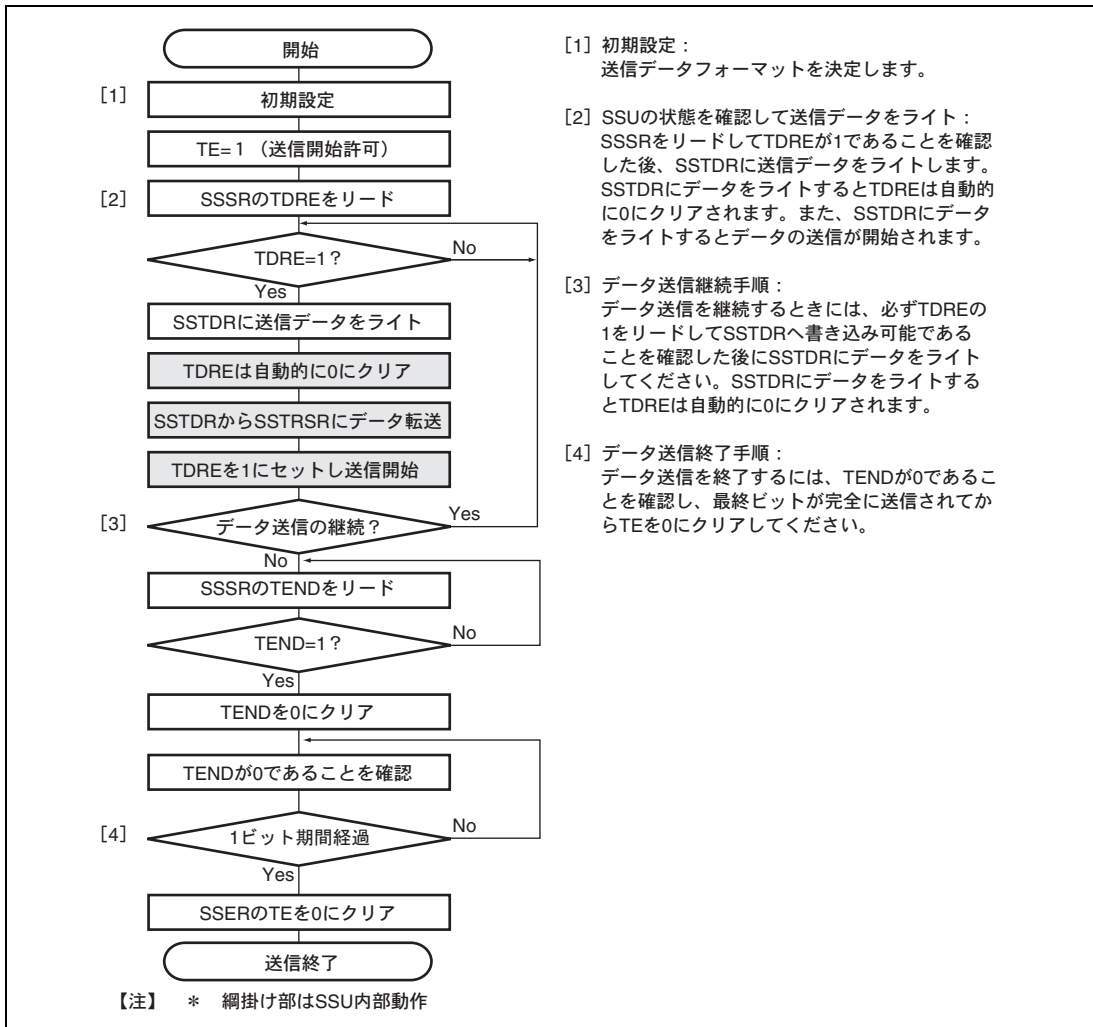 開始
[1] 初期設定
TE=1 (送信開始許可)
[2] SSSRのTDREをリード
TDRE=1?
No
Yes
SSTDRに送信データをライト
TDREは自動的に0にクリア
SSTDRからSSTRSRにデータ転送
TDREを1にセットし送信開始
[3] データ送信の継続?
Yes
No
SSSRのTENDをリード
TEND=1?
No
Yes
TENDを0にクリア
TENDが0であることを確認
[4] 1ビット期間経過
No
Yes
SSERのTEを0にクリア
送信終了
【注】 * 綱掛け部はSSU内部動作
[1] 初期設定:
送信データフォーマットを決定します。
[2] SSUの状態を確認して送信データをライト:
SSSRをリードしてTDREが1であることを確認
した後、SSTDRに送信データをライトします。
SSTDRにデータをライトするとTDREは自動的
に0にクリアされます。また、SSTDRにデータ
をライトするとデータの送信が開始されます。
[3] データ送信継続手順:
データ送信を継続するときには、必ずTDREの
1をリードしてSSTDRへ書き込み可能である
ことを確認した後にSSTDRにデータをライト
してください。SSTDRにデータをライトする
とTDREは自動的に0にクリアされます。
[4] データ送信終了手順:
データ送信を終了するには、TENDが0であるこ
とを確認し、最終ビットが完全に送信されてか
らTEを0にクリアしてください。